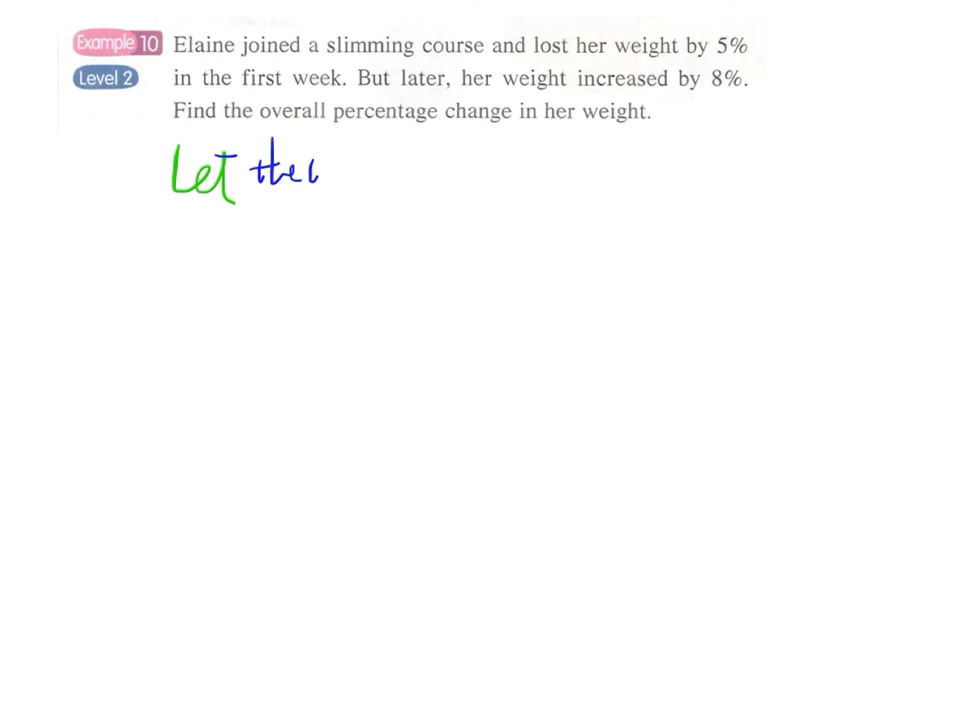 Example 10 Elaine joined a slimming course and lost her weight by 5%
Level 2 in the first week. But later, her weight increased by 8%.
Find the overall percentage change in her weight.
Let the